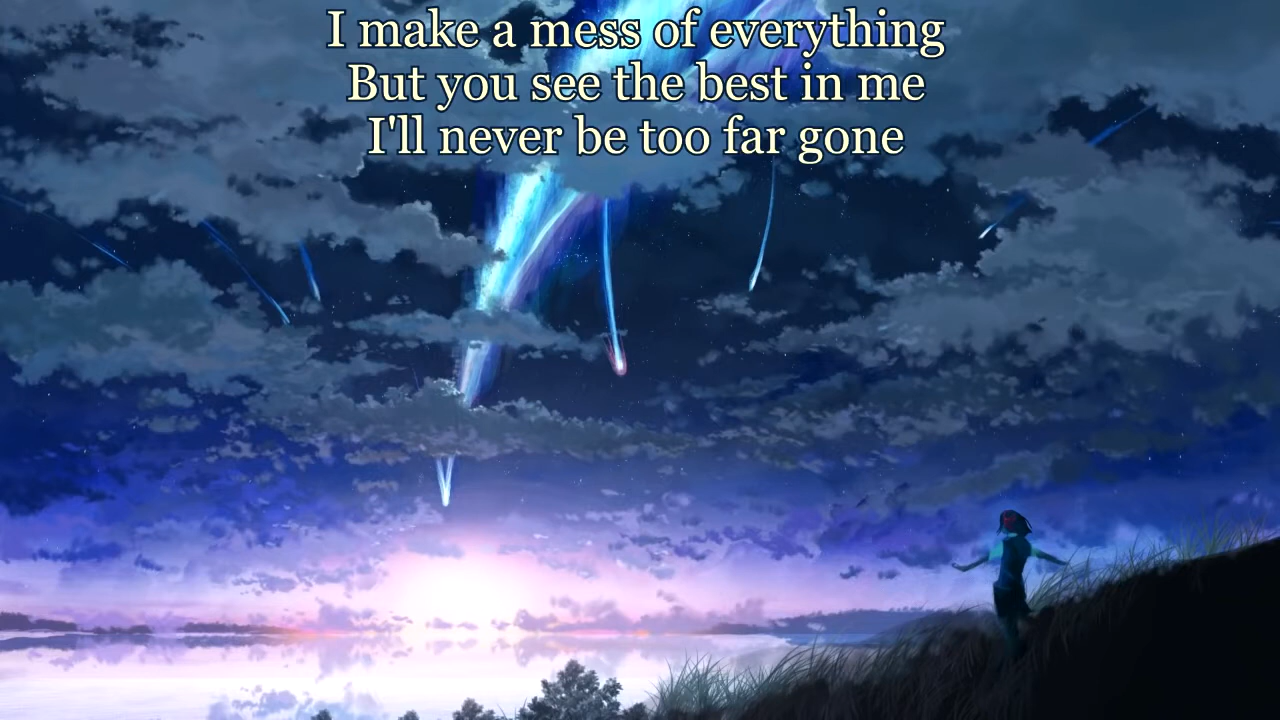 I make a mess of everything
But you see the best in me
I'll never be too far gone